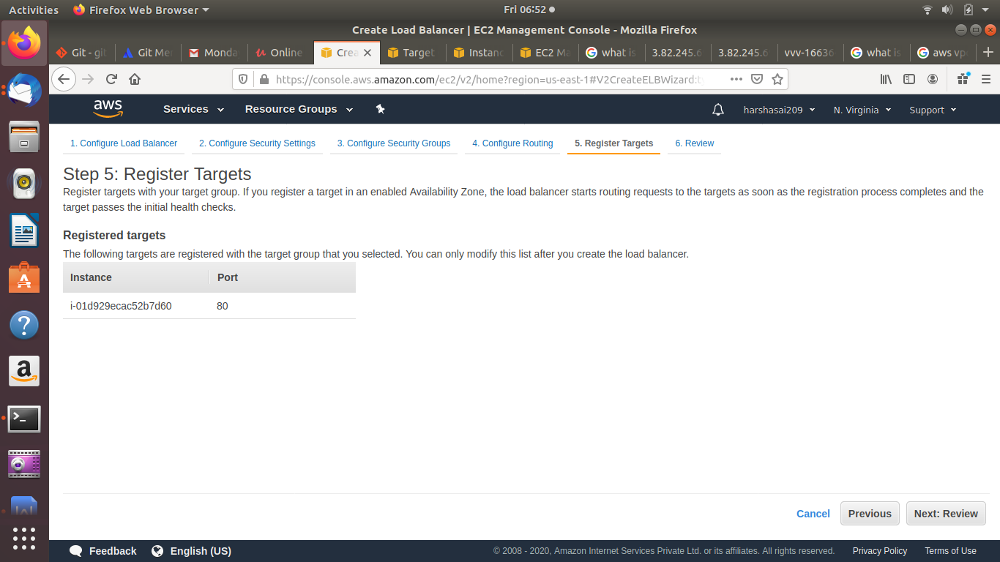 Activities Firefox Web Browser Fri 06:52
Create Load Balancer | EC2 Management Console - Mozilla Firefox
Git - git Git Mer Monda Online Crea Target Instanc EC2 Ma what is 3.82.245.6 3.82.245.6 vvv-16636 what is aws vpc
https://console.aws.amazon.com/ec2/v2/home?region=us-east-1#V2CreateELBWizard:ty
aws Services Resource Groups harshasai209 N. Virginia Support
1. Configure Load Balancer 2. Configure Security Settings 3. Configure Security Groups 4. Configure Routing 5. Register Targets 6. Review
Step 5: Register Targets
Register targets with your target group. If you register a target in an enabled Availability Zone, the load balancer starts routing requests to the targets as soon as the registration process completes and the
target passes the initial health checks.
Registered targets
The following targets are registered with the target group that you selected. You can only modify this list after you create the load balancer.
Instance Port
i-01d929ecac52b7d60 80
Cancel Previous Next: Review
Feedback English (US) © 2008 - 2020, Amazon Internet Services Private Ltd. or its affiliates. All rights reserved. Privacy Policy Terms of Use